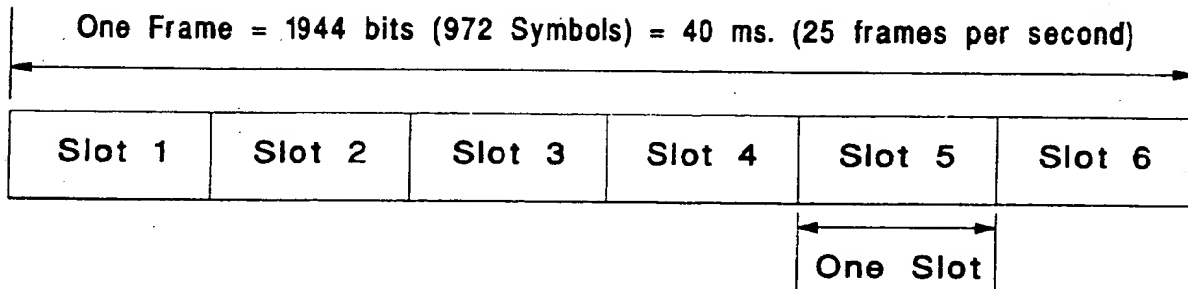 One Frame = 1944 bits (972 Symbols) = 40 ms. (25 frames per second)
Slot 1 Slot 2 Slot 3 Slot 4 Slot 5 Slot 6
One Slot